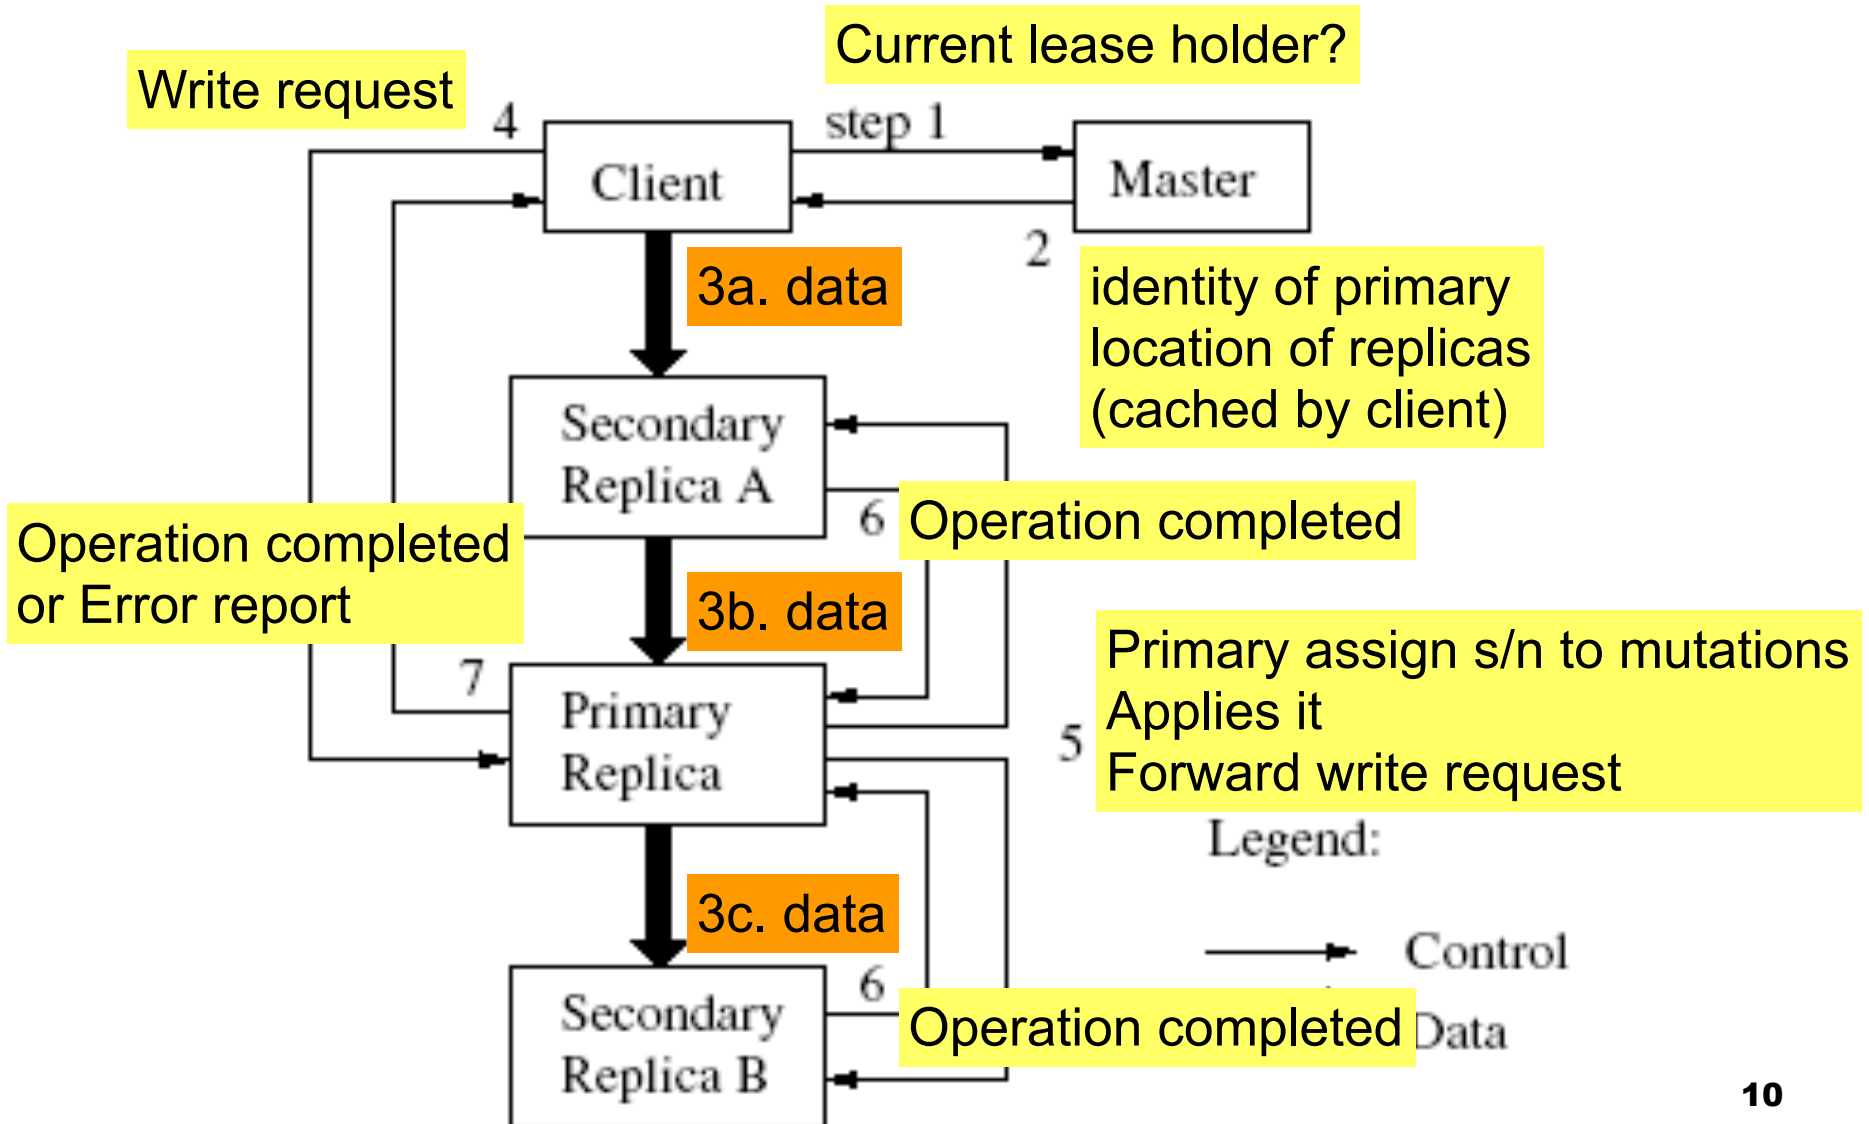 Current lease holder?
Write request
4
step 1
Client
Master
2
3a. data
identity of primary
location of replicas
(cached by client)
Secondary
Replica A
6
Operation completed
Operation completed
or Error report
3b. data
7
Primary
Replica
5
Primary assign s/n to mutations
Applies it
Forward write request
Legend:
3c. data
Control
6
Secondary
Replica B
Operation completed
Data
10